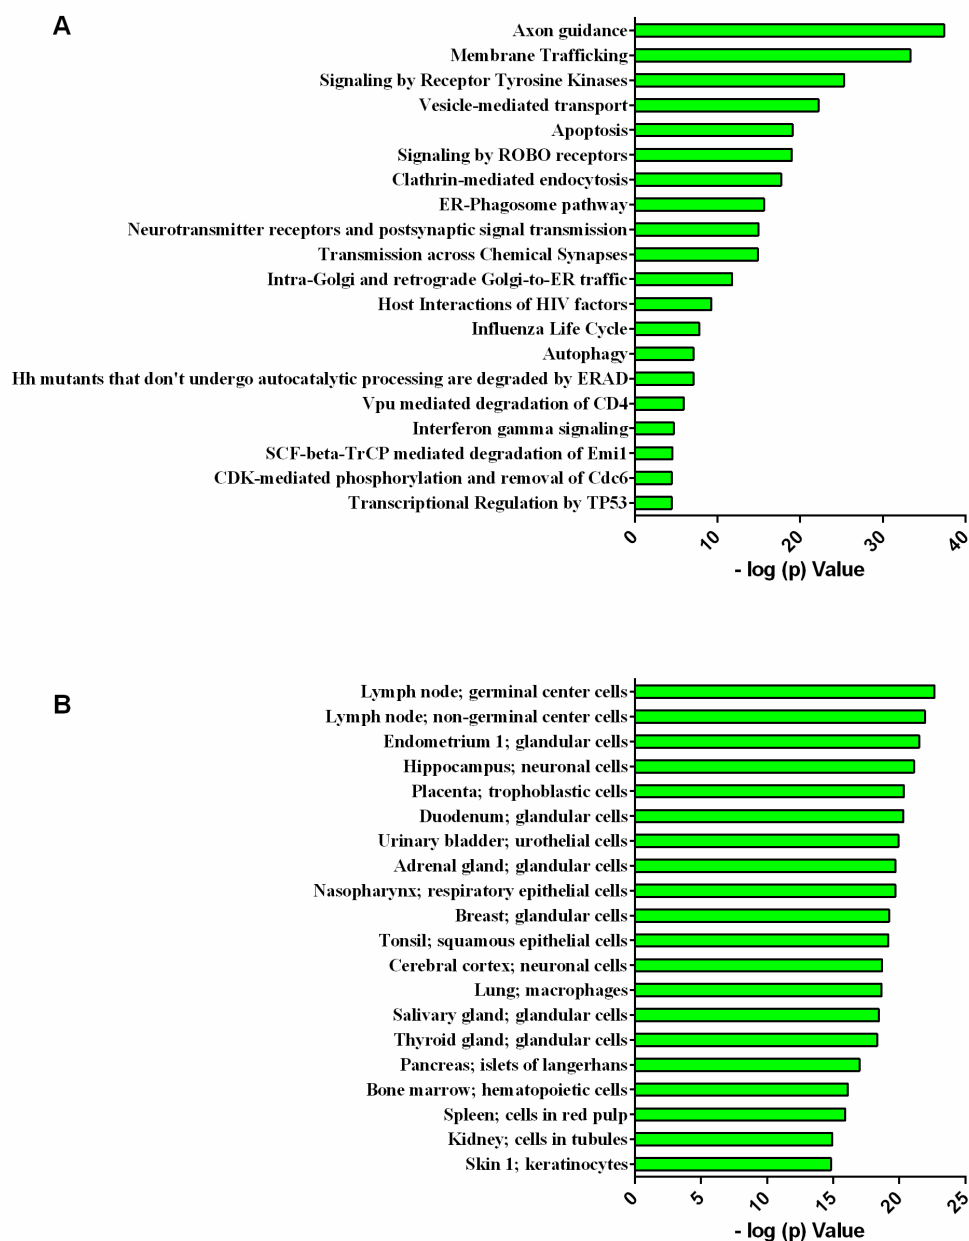 A
Axon guidance
Membrane Trafficking
Signaling by Receptor Tyrosine Kinases
Vesicle-mediated transport
Apoptosis
Signaling by ROBO receptors
Clathrin-mediated endocytosis
ER-Phagosome pathway
Neurotransmitter receptors and postsynaptic signal transmission
Transmission across Chemical Synapses
Intra-Golgi and retrograde Golgi-to-ER traffic
Host Interactions of HIV factors
Influenza Life Cycle
Autophagy
Hh mutants that don't undergo autocatalytic processing are degraded by ERAD
Vpu mediated degradation of CD4
Interferon gamma signaling
SCF-beta-TrCP mediated degradation of Emi1
CDK-mediated phosphorylation and removal of Cdc6
Transcriptional Regulation by TP53
0 10 20 30 40
- log (p) Value
B
Lymph node; germinal center cells
Lymph node; non-germinal center cells
Endometrium 1; glandular cells
Hippocampus; neuronal cells
Placenta; trophoblastic cells
Duodenum; glandular cells
Urinary bladder; urothelial cells
Adrenal gland; glandular cells
Nasopharynx; respiratory epithelial cells
Breast; glandular cells
Tonsil; squamous epithelial cells
Cerebral cortex; neuronal cells
Lung; macrophages
Salivary gland; glandular cells
Thyroid gland; glandular cells
Pancreas; islets of langerhans
Bone marrow; hematopoietic cells
Spleen; cells in red pulp
Kidney; cells in tubules
Skin 1; keratinocytes
0 5 10 15 20 25
- log (p) Value